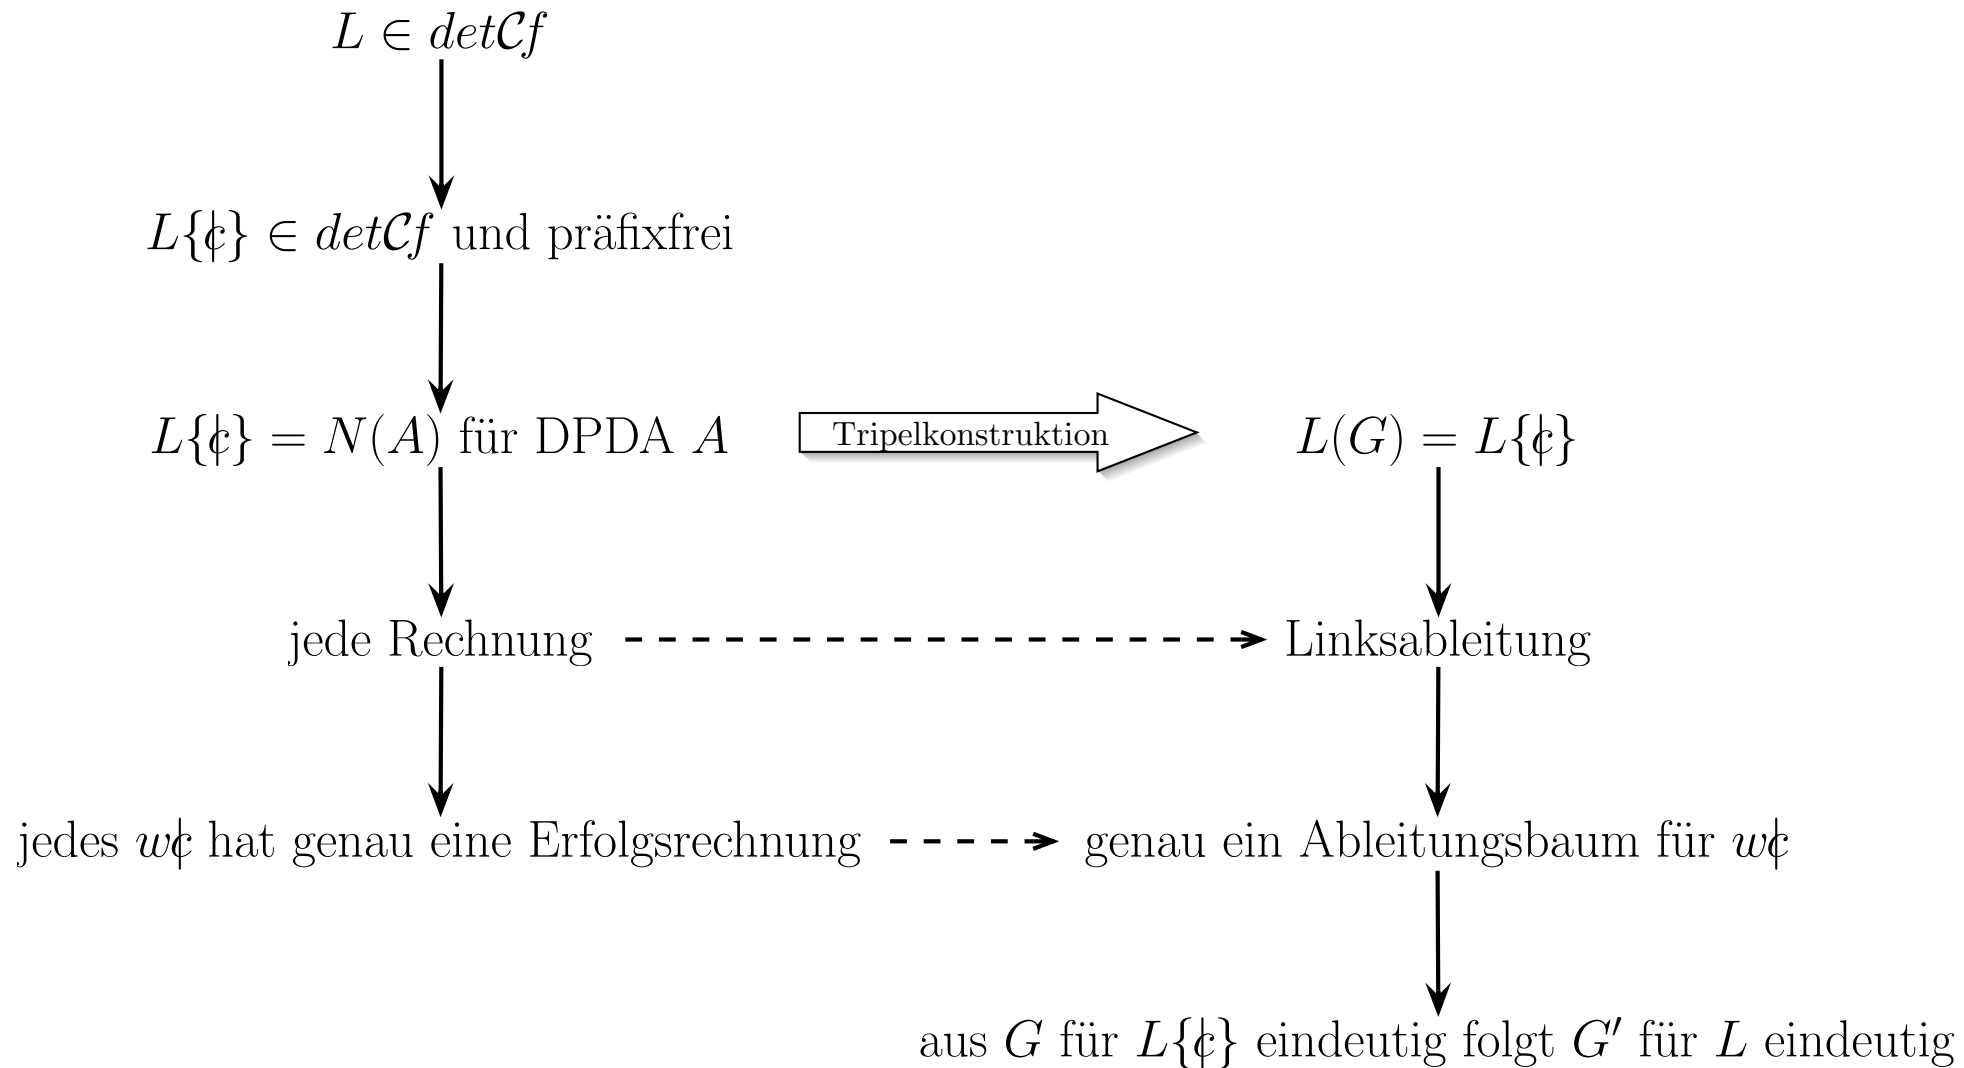 L ∈ det𝒞f
L{¢} ∈ det𝒞f und präfixfrei
L{¢} = N(A) für DPDA A
Tripelkonstruktion
L(G) = L{¢}
jede Rechnung
Linksableitung
jedes w¢ hat genau eine Erfolgsrechnung
genau ein Ableitungsbaum für w¢
aus G für L{¢} eindeutig folgt G′ für L eindeutig